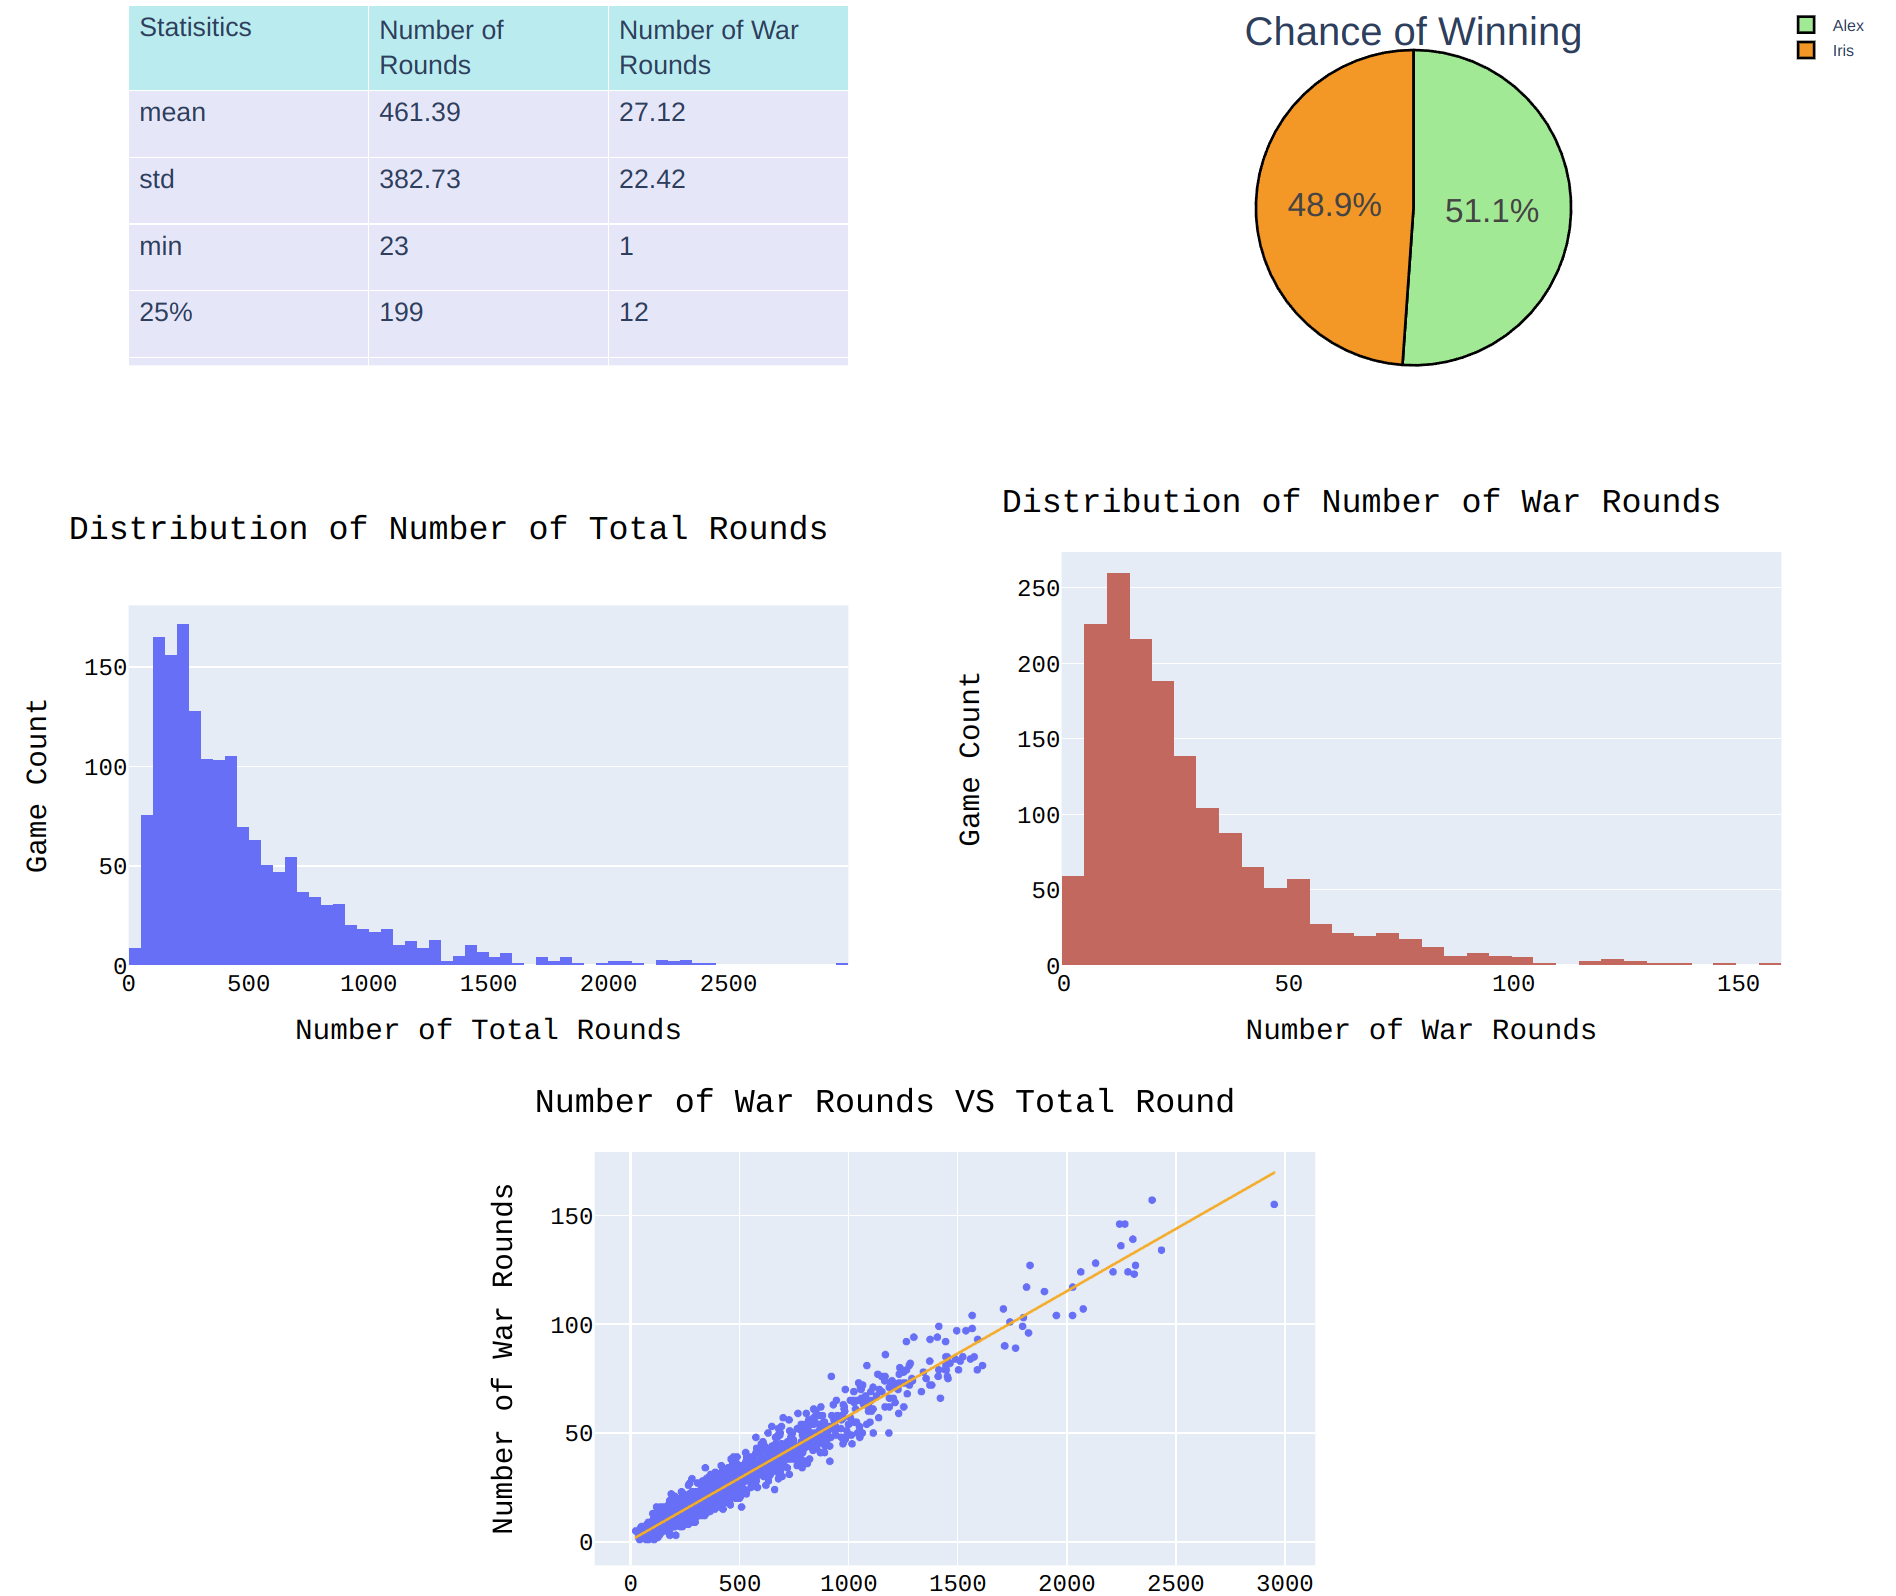 Statisitics
Number of
Rounds
Number of War
Rounds
mean
461.39
27.12
std
382.73
22.42
min
23
1
25%
199
12
Chance of Winning
Alex
Iris
48.9%
51.1%
Distribution of Number of Total Rounds
Game Count
150
100
50
0
0
500
1000
1500
2000
2500
Number of Total Rounds
Distribution of Number of War Rounds
Game Count
250
200
150
100
50
0
0
50
100
150
Number of War Rounds
Number of War Rounds VS Total Round
Number of War Rounds
150
100
50
0
0
500
1000
1500
2000
2500
3000